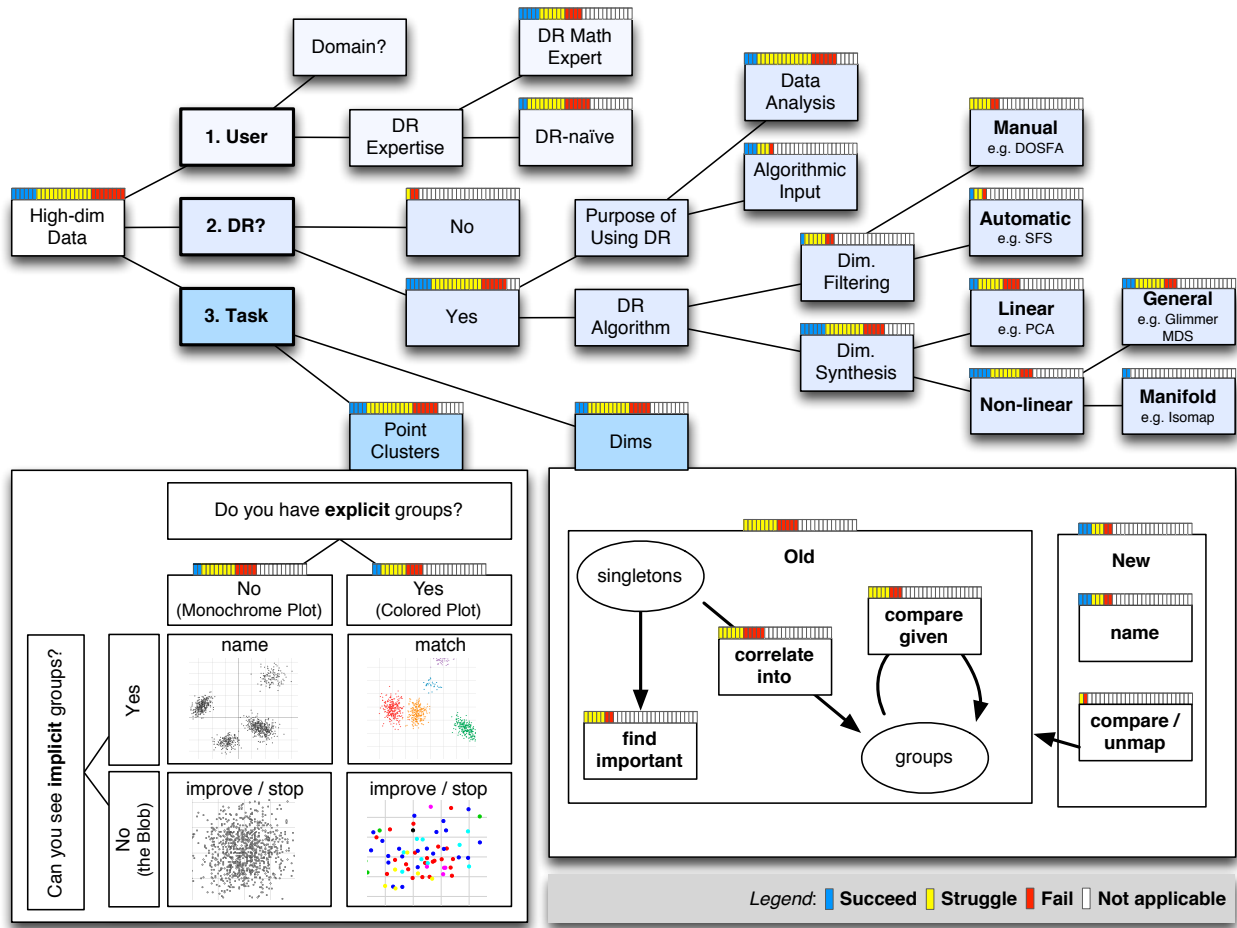 Domain?
DR Math
Expert
1. User
DR
Expertise
DR-naïve
Data
Analysis
Algorithmic
Input
Manual
e.g. DOSFA
High-dim
Data
2. DR?
No
Purpose of
Using DR
Automatic
e.g. SFS
Dim.
Filtering
3. Task
Yes
DR
Algorithm
Linear
e.g. PCA
General
e.g. Glimmer
MDS
Dim.
Synthesis
Non-linear
Manifold
e.g. Isomap
Point
Clusters
Dims
Do you have explicit groups?
No
(Monochrome Plot)
Yes
(Colored Plot)
Can you see implicit groups?
Yes
name
match
No
(the Blob)
improve / stop
improve / stop
Old
singletons
compare
given
correlate
into
find
important
groups
New
name
compare /
unmap
Legend: Succeed Struggle Fail Not applicable